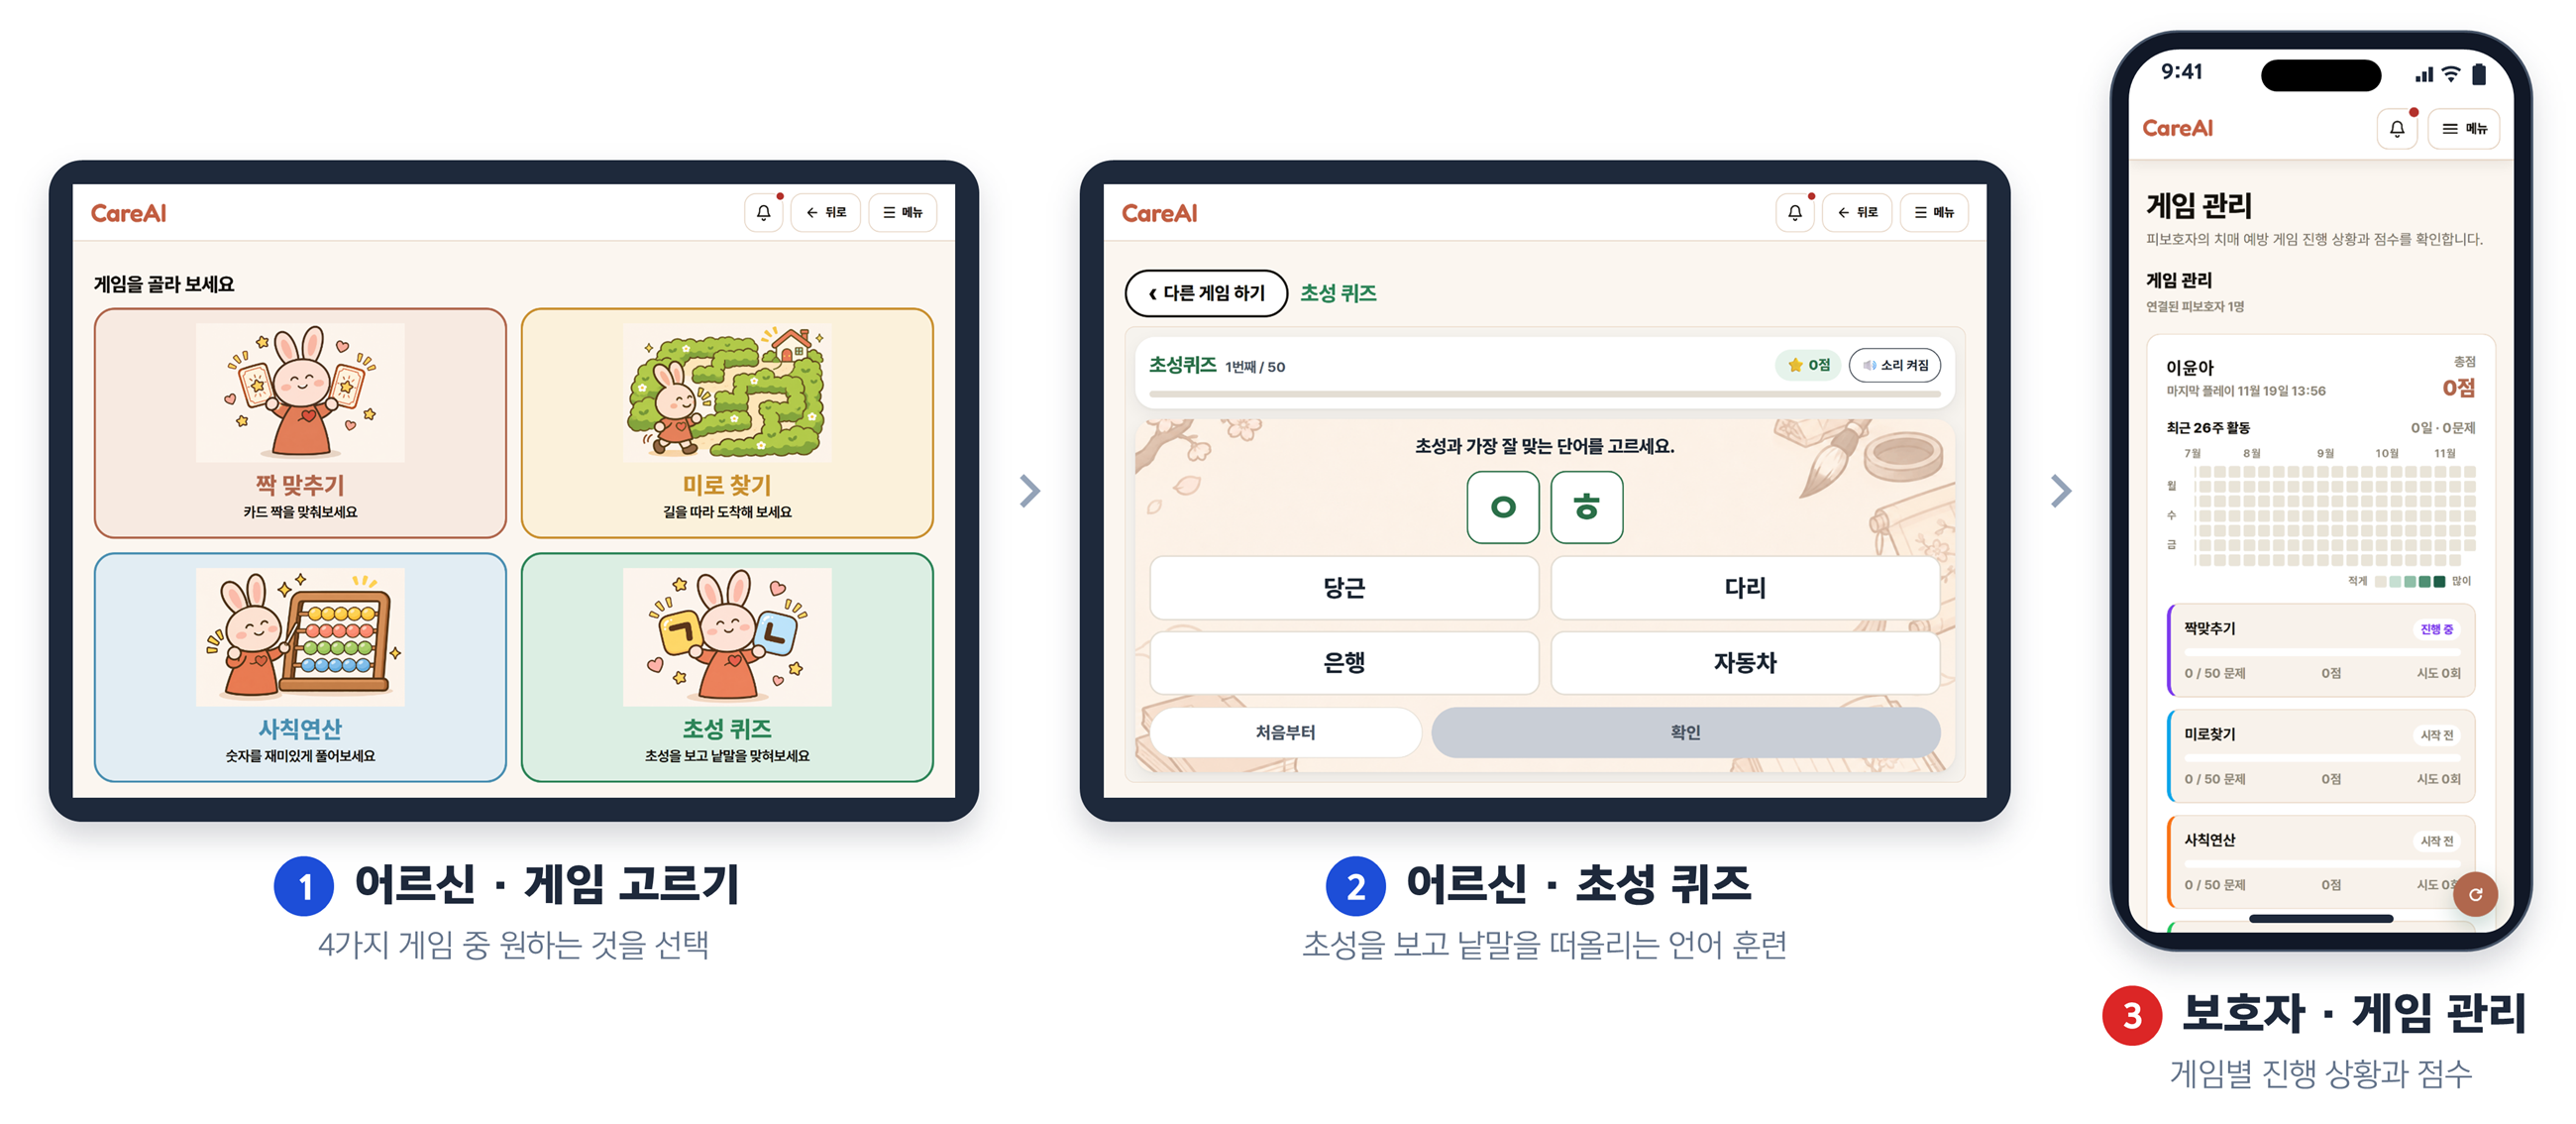 CareAI
뒤로
메뉴
게임을 골라 보세요
짝 맞추기
카드 짝을 맞춰보세요
미로 찾기
길을 따라 도착해 보세요
ㄱ
ㄴ
사칙연산
숫자를 재미있게 풀어보세요
초성 퀴즈
초성을 보고 낱말을 맞혀보세요
1 어르신 · 게임 고르기
4가지 게임 중 원하는 것을 선택
CareAI
뒤로
메뉴
‹ 다른 게임 하기
초성 퀴즈
초성퀴즈 1번째 / 50
0점
소리 켜짐
초성과 가장 잘 맞는 단어를 고르세요.
ㅇ ㅎ
당근
다리
은행
자동차
처음부터
확인
2 어르신 · 초성 퀴즈
초성을 보고 낱말을 떠올리는 언어 훈련
9:41
CareAI
메뉴
게임 관리
피보호자의 치매 예방 게임 진행 상황과 점수를 확인합니다.
게임 관리
연결된 피보호자 1명
이윤아
총점
마지막 플레이 11월 19일 13:56
0점
최근 26주 활동
0일 · 0문제
7월 8월 9월 10월 11월
월
수
금
적게
많이
짝맞추기
진행 중
0 / 50 문제 0점 시도 0회
미로찾기
시작 전
0 / 50 문제 0점 시도 0회
사칙연산
시작 전
0 / 50 문제 0점 시도 0회
3 보호자 · 게임 관리
게임별 진행 상황과 점수